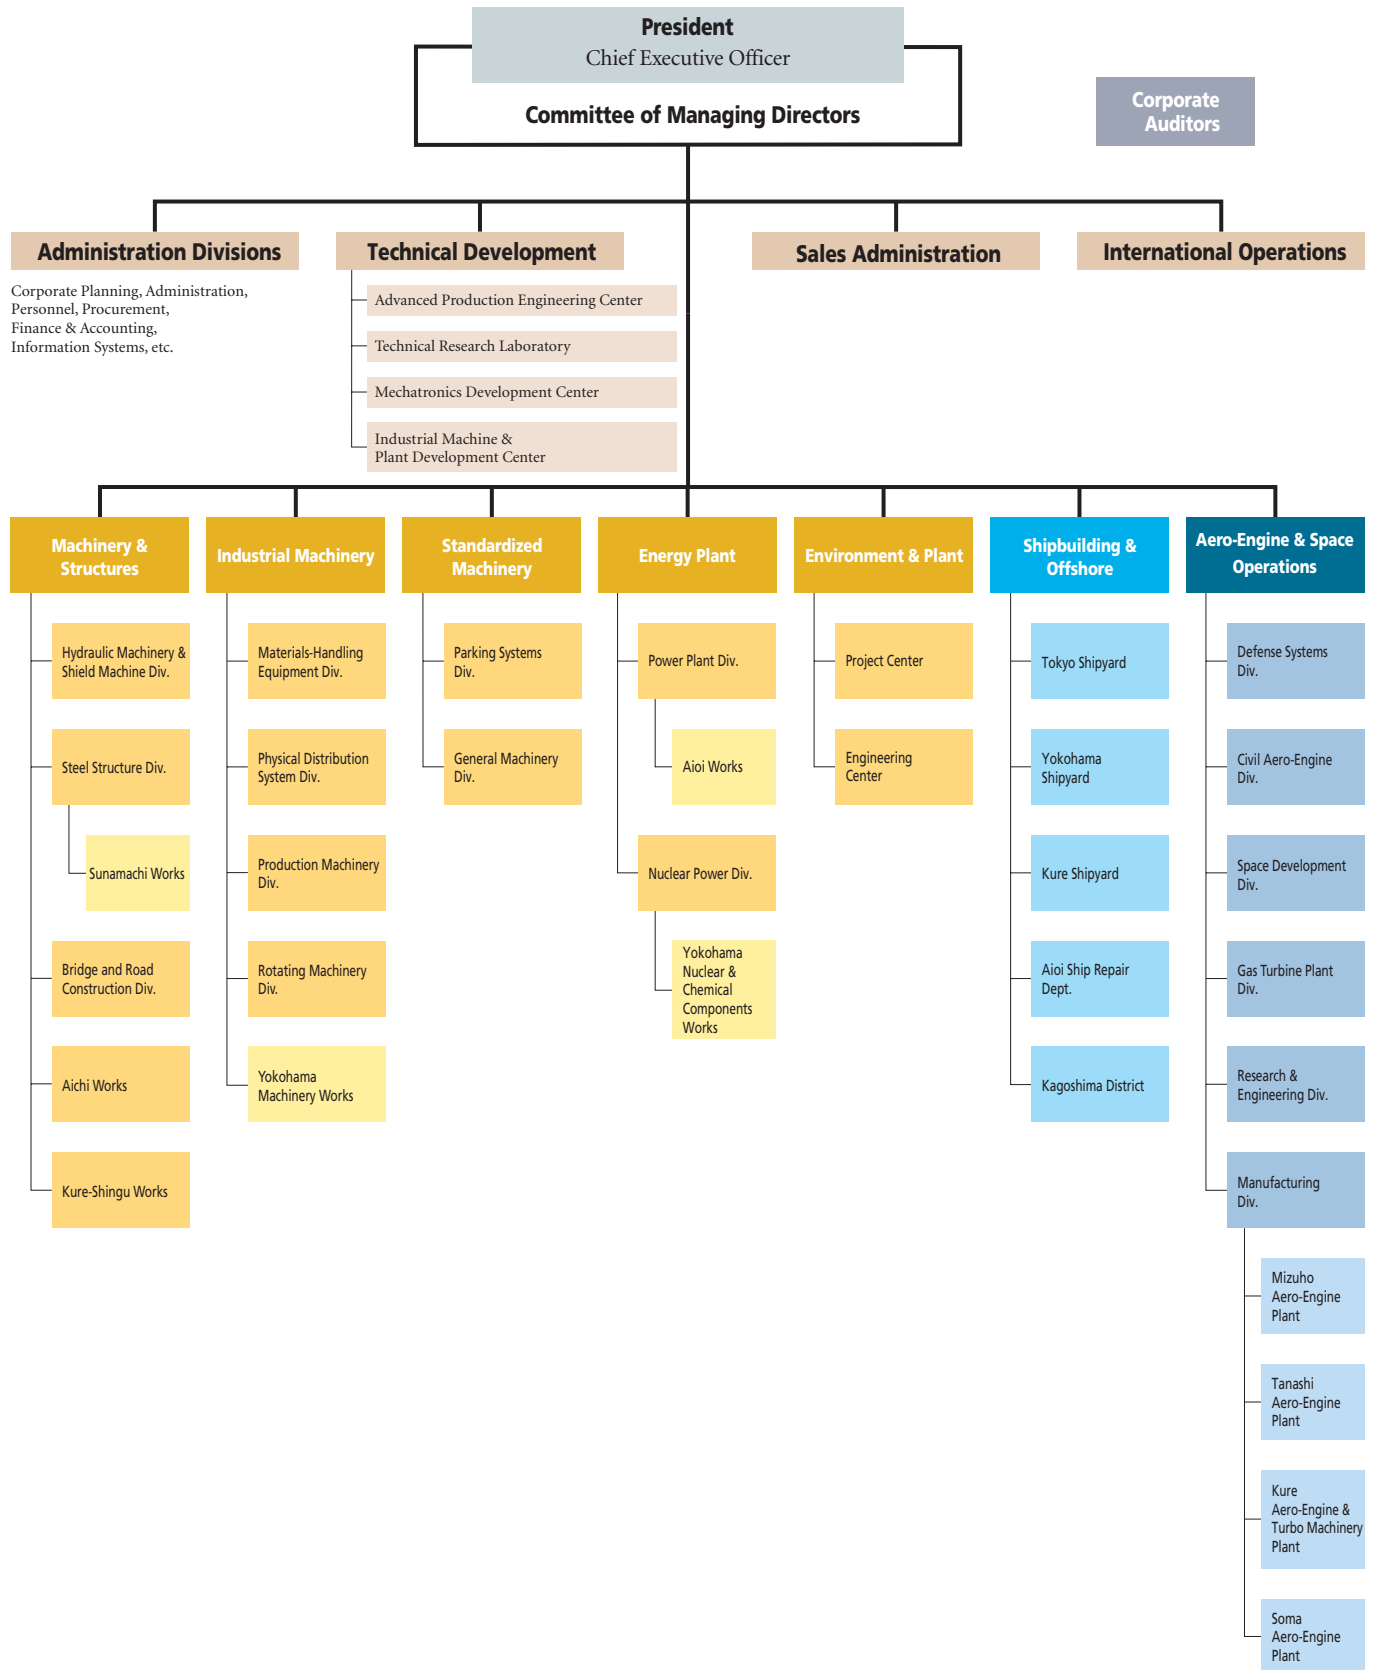 President
Chief Executive Officer
Committee of Managing Directors
Corporate
Auditors
Administration Divisions
Corporate Planning, Administration,
Personnel, Procurement,
Finance & Accounting,
Information Systems, etc.
Technical Development
Advanced Production Engineering Center
Technical Research Laboratory
Mechatronics Development Center
Industrial Machine &
Plant Development Center
Sales Administration
International Operations
Machinery &
Structures
Hydraulic Machinery &
Shield Machine Div.
Steel Structure Div.
Sunamachi Works
Bridge and Road
Construction Div.
Aichi Works
Kure-Shingu Works
Industrial Machinery
Materials-Handling
Equipment Div.
Physical Distribution
System Div.
Production Machinery
Div.
Rotating Machinery
Div.
Yokohama
Machinery Works
Standardized
Machinery
Parking Systems
Div.
General Machinery
Div.
Energy Plant
Power Plant Div.
Aioi Works
Nuclear Power Div.
Yokohama
Nuclear &
Chemical
Components
Works
Environment & Plant
Project Center
Engineering
Center
Shipbuilding &
Offshore
Tokyo Shipyard
Yokohama
Shipyard
Kure Shipyard
Aioi Ship Repair
Dept.
Kagoshima District
Aero-Engine & Space
Operations
Defense Systems
Div.
Civil Aero-Engine
Div.
Space Development
Div.
Gas Turbine Plant
Div.
Research &
Engineering Div.
Manufacturing
Div.
Mizuho
Aero-Engine
Plant
Tanashi
Aero-Engine
Plant
Kure
Aero-Engine &
Turbo Machinery
Plant
Soma
Aero-Engine
Plant